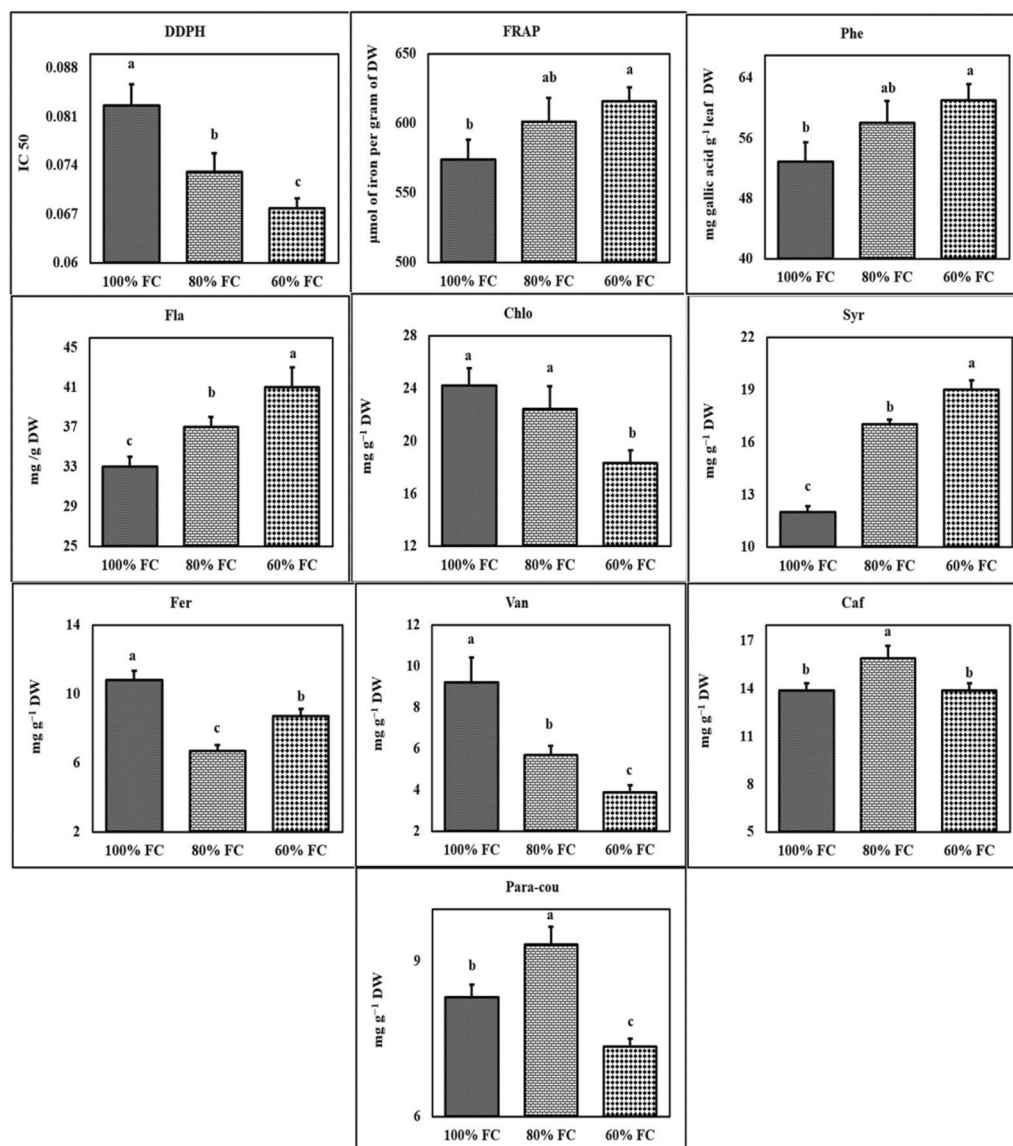 DDPH
IC 50
0.088
0.081
0.074
0.067
0.06
a
b
c
100% FC 80% FC 60% FC
FRAP
µmol of iron per gram of DW
650
600
550
500
b
ab
a
100% FC 80% FC 60% FC
Phe
mg gallic acid g⁻¹ leaf DW
64
56
48
40
b
ab
a
100% FC 80% FC 60% FC
Fla
mg /g DW
45
41
37
33
29
25
c
b
a
100% FC 80% FC 60% FC
Chlo
mg g⁻¹ DW
28
24
20
16
12
a
a
b
100% FC 80% FC 60% FC
Syr
mg g⁻¹ DW
22
19
16
13
10
c
b
a
100% FC 80% FC 60% FC
Fer
mg g⁻¹ DW
14
10
6
2
a
c
b
100% FC 80% FC 60% FC
Van
mg g⁻¹ DW
12
10
8
6
4
2
a
b
c
100% FC 80% FC 60% FC
Caf
mg g⁻¹ DW
17
14
11
8
5
b
a
b
100% FC 80% FC 60% FC
Para-cou
mg g⁻¹ DW
9
6
b
a
c
100% FC 80% FC 60% FC